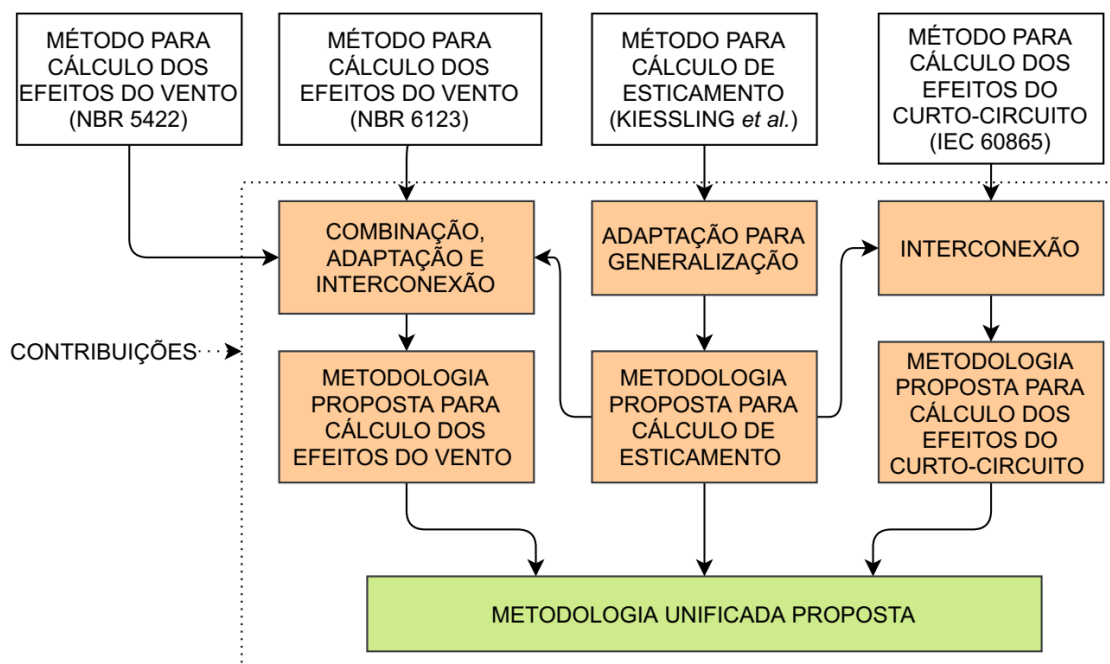 MÉTODO PARA
CÁLCULO DOS
EFEITOS DO VENTO
(NBR 5422)
MÉTODO PARA
CÁLCULO DOS
EFEITOS DO VENTO
(NBR 6123)
MÉTODO PARA
CÁLCULO DE
ESTICAMENTO
(KIESSLING et al.)
MÉTODO PARA
CÁLCULO DOS
EFEITOS DO
CURTO-CIRCUITO
(IEC 60865)
COMBINAÇÃO,
ADAPTAÇÃO E
INTERCONEXÃO
ADAPTAÇÃO PARA
GENERALIZAÇÃO
INTERCONEXÃO
CONTRIBUIÇÕES
METODOLOGIA
PROPOSTA PARA
CÁLCULO DOS
EFEITOS DO VENTO
METODOLOGIA
PROPOSTA PARA
CÁLCULO DE
ESTICAMENTO
METODOLOGIA
PROPOSTA PARA
CÁLCULO DOS
EFEITOS DO
CURTO-CIRCUITO
METODOLOGIA UNIFICADA PROPOSTA